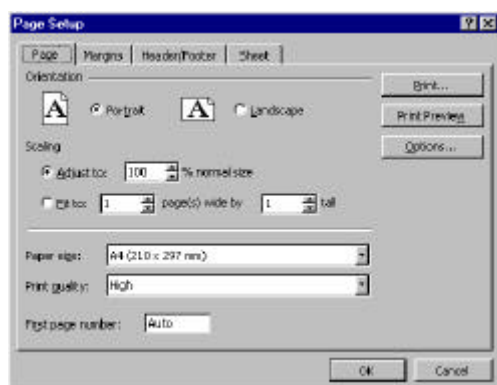 Page Setup
Page Margins Header/Footer Sheet
Orientation
Print...
A Portrait A Landscape
Print Preview
Scaling
Options...
Adjust to: 100 % normal size
Fit to: 1 page(s) wide by 1 tall
Paper size: A4 (210 x 297 mm)
Print quality: High
First page number: Auto
OK Cancel